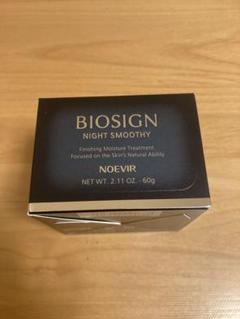 BIOSIGN
NIGHT SMOOTHY
Finishing Moisture Treatment
Focused on the Skin's Natural Ability
NOEVIR
NET WT. 2.11 OZ. · 60g